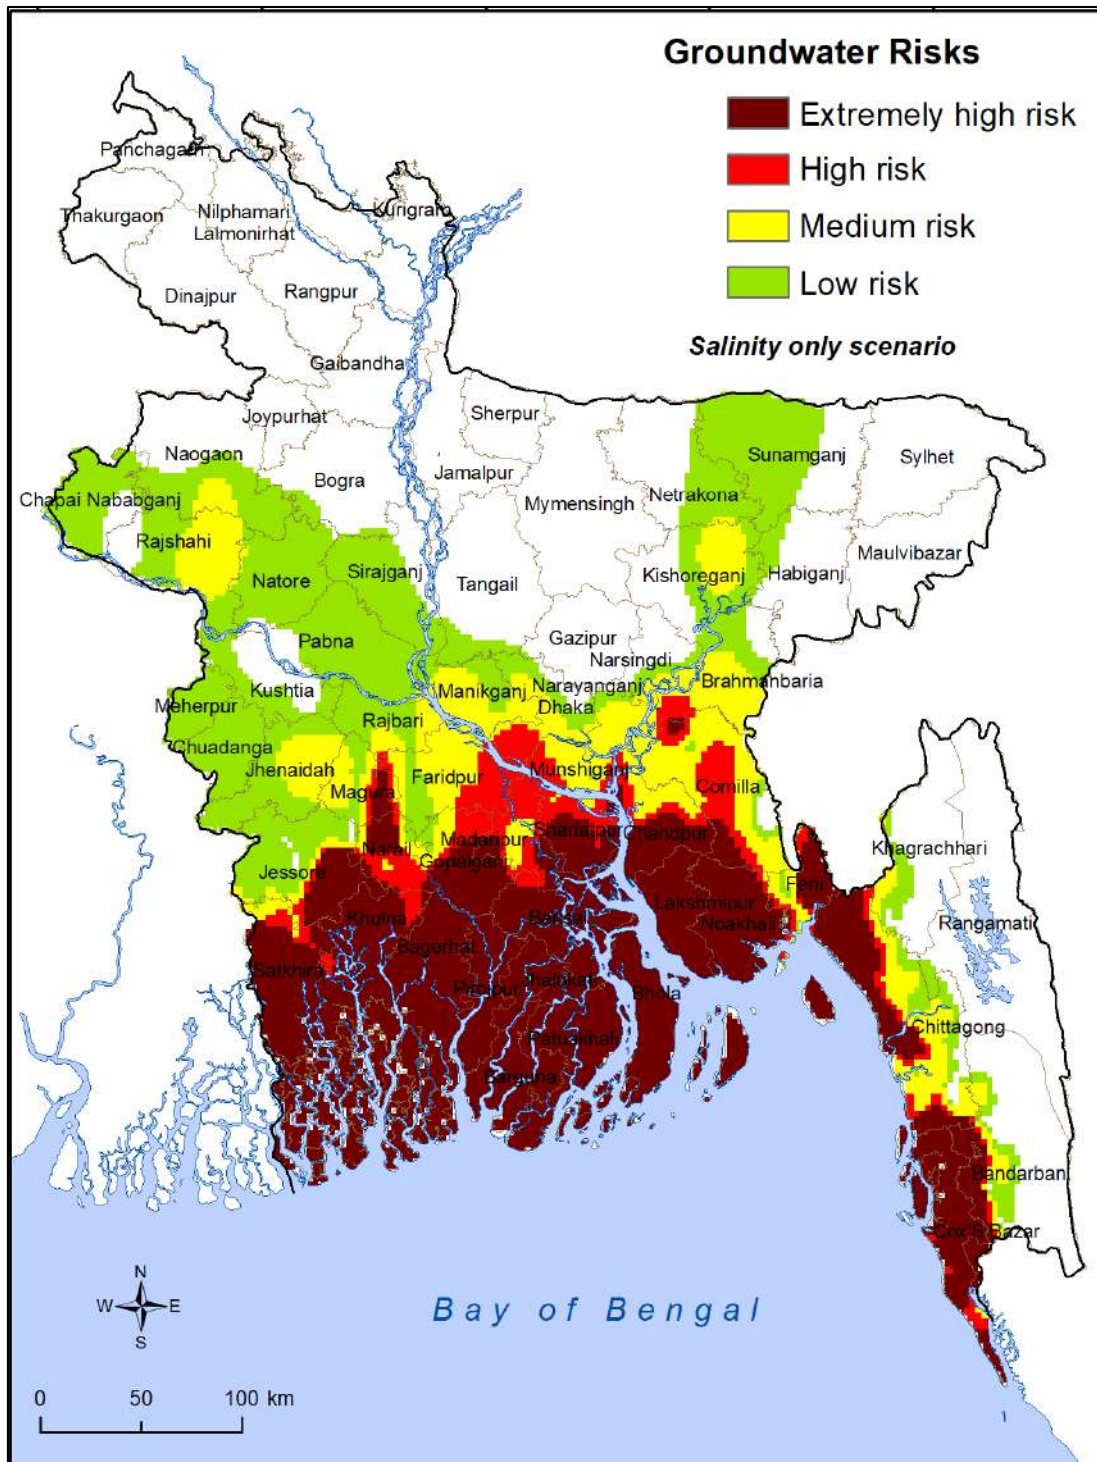 Groundwater Risks
Extremely high risk
High risk
Medium risk
Low risk
Salinity only scenario
Panchagarh
Thakurgaon
Nilphamari
Lalmonirhat
Kurigram
Dinajpur
Rangpur
Gaibandha
Joypurhat
Sherpur
Naogaon
Bogra
Jamalpur
Sunamganj
Sylhet
Chapai Nababganj
Mymensingh
Netrakona
Rajshahi
Maulvibazar
Natore
Sirajganj
Tangail
Kishoreganj
Habiganj
Pabna
Gazipur
Narsingdi
Kushtia
Manikganj
Narayanganj
Dhaka
Brahmanbaria
Meherpur
Rajbari
Chuadanga
Jhenaidah
Magura
Faridpur
Munshiganj
Comilla
Narail
Madaripur
Shariatpur
Chandpur
Gopalganj
Khagrachhari
Jessore
Feni
Lakshmipur
Khulna
Barisal
Noakhali
Rangamati
Bagerhat
Satkhira
Pirojpur
Jhalokati
Bhola
Chittagong
Patuakhali
Barguna
Bandarban
Cox'S Bazar
N
W E
S
Bay of Bengal
0 50 100 km
1